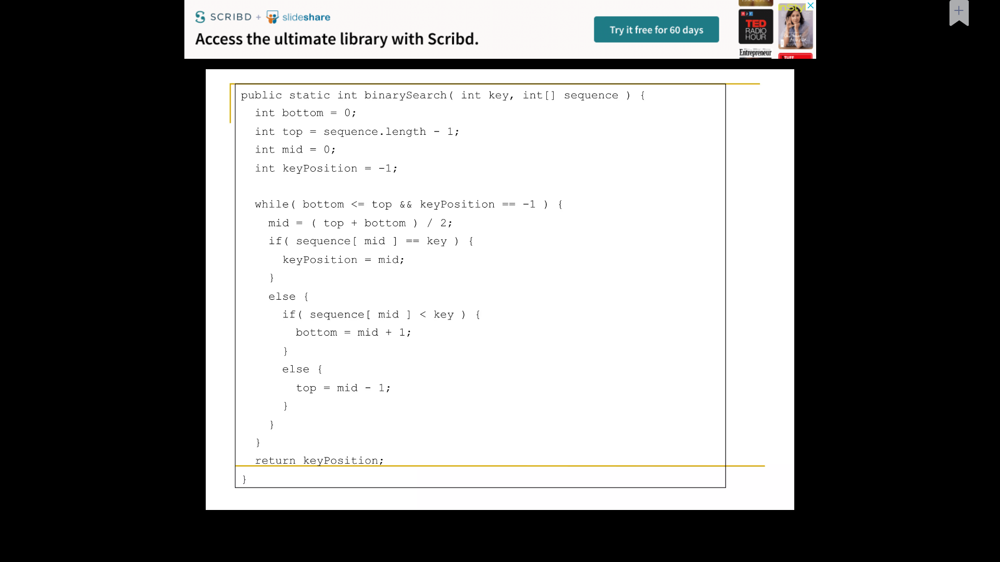 SCRIBD + slideshare
Access the ultimate library with Scribd.
Try it free for 60 days
TED
RADIO
HOUR
InStyl
Entrepreneur
public static int binarySearch( int key, int[] sequence ) {
int bottom = 0;
int top = sequence.length - 1;
int mid = 0;
int keyPosition = -1;
while( bottom <= top && keyPosition == -1 ) {
mid = ( top + bottom ) / 2;
if( sequence[ mid ] == key ) {
keyPosition = mid;
}
else {
if( sequence[ mid ] < key ) {
bottom = mid + 1;
}
else {
top = mid - 1;
}
}
}
return keyPosition;
}